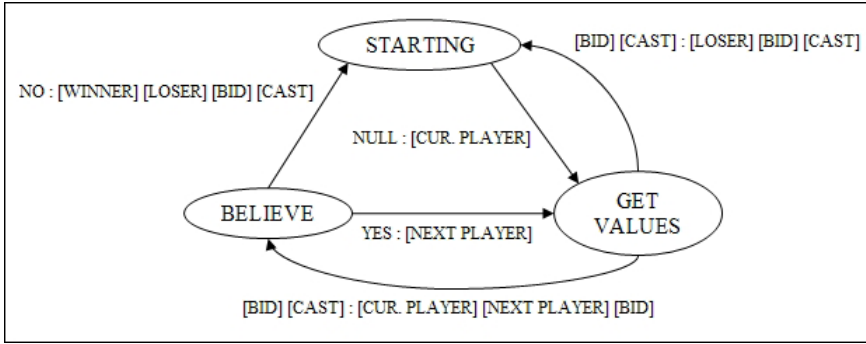 STARTING
[BID] [CAST] : [LOSER] [BID] [CAST]
NO : [WINNER] [LOSER] [BID] [CAST]
NULL : [CUR. PLAYER]
GET
VALUES
BELIEVE
YES : [NEXT PLAYER]
[BID] [CAST] : [CUR. PLAYER] [NEXT PLAYER] [BID]